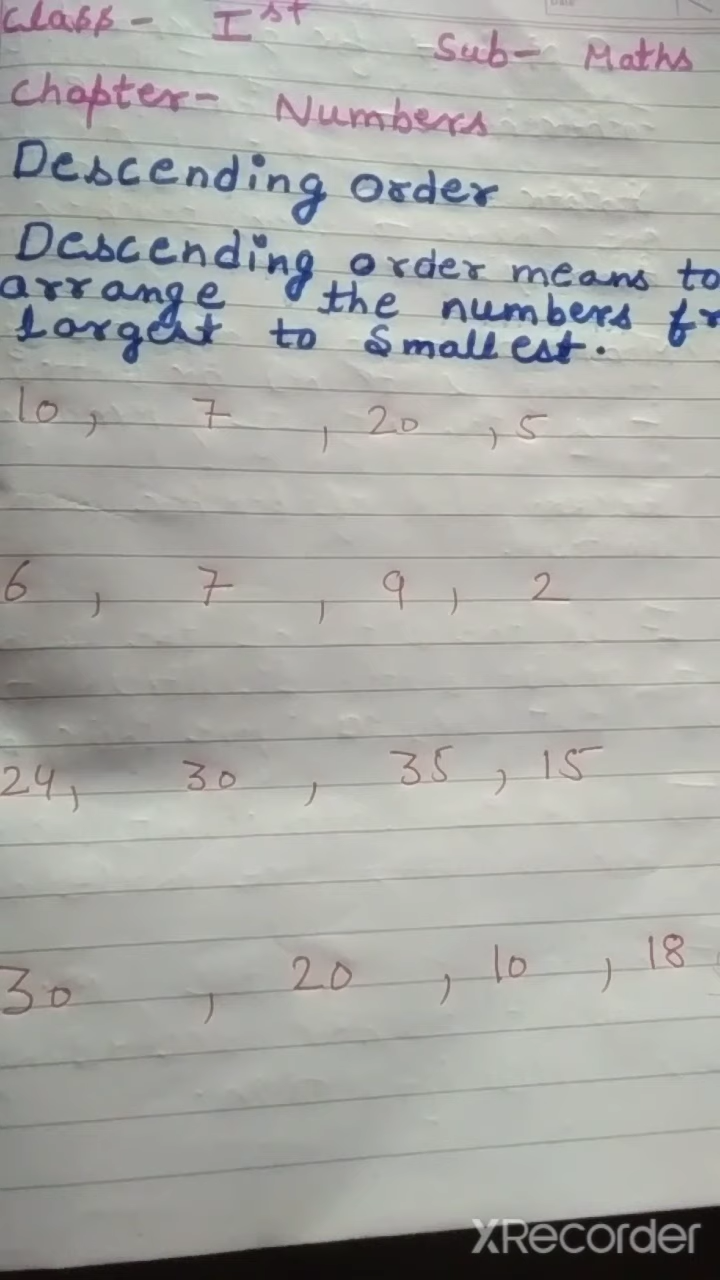 Class- Ist
Sub- Maths
Chapter- Numbers
Descending order
Descending order means to
arrange the numbers fr
largest to smallest.
10, 7, 20, 5
6, 7, 9, 2
24, 30, 35, 15
30, 20, 10, 18
XRecorder